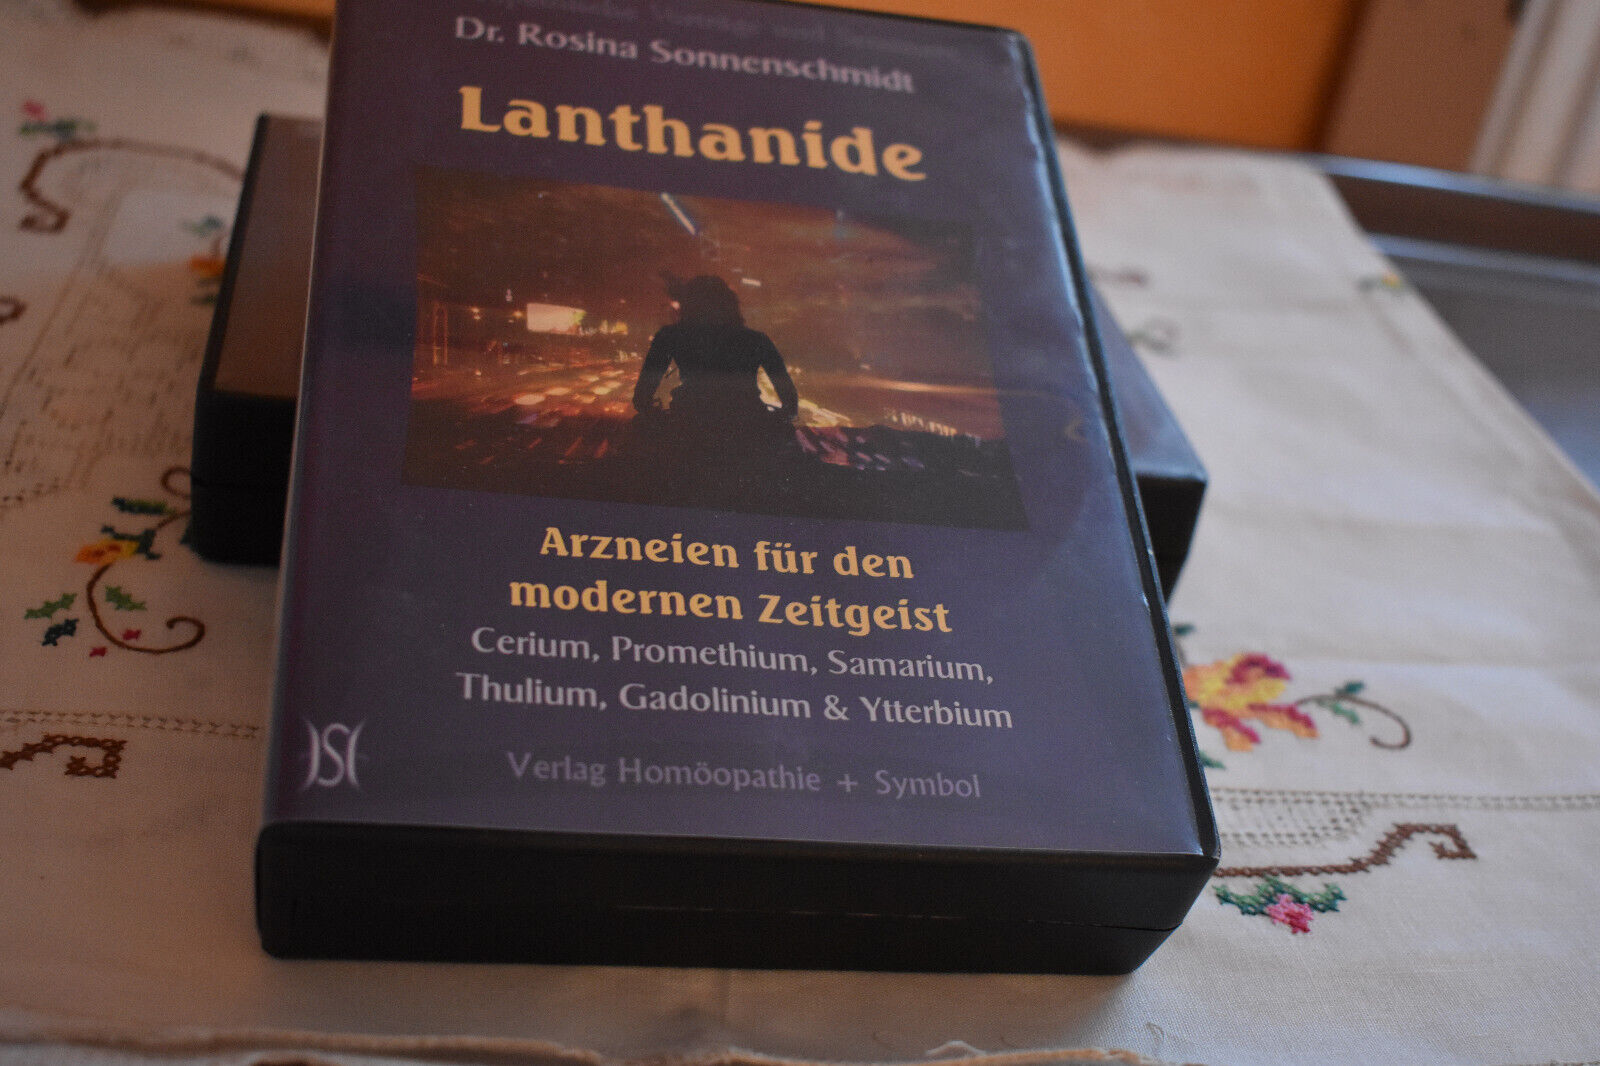 Dr. Rosina Sonnenschmidt
Lanthanide
Arzneien für den
modernen Zeitgeist
Cerium, Promethium, Samarium,
Thulium, Gadolinium & Ytterbium
Verlag Homöopathie + Symbol